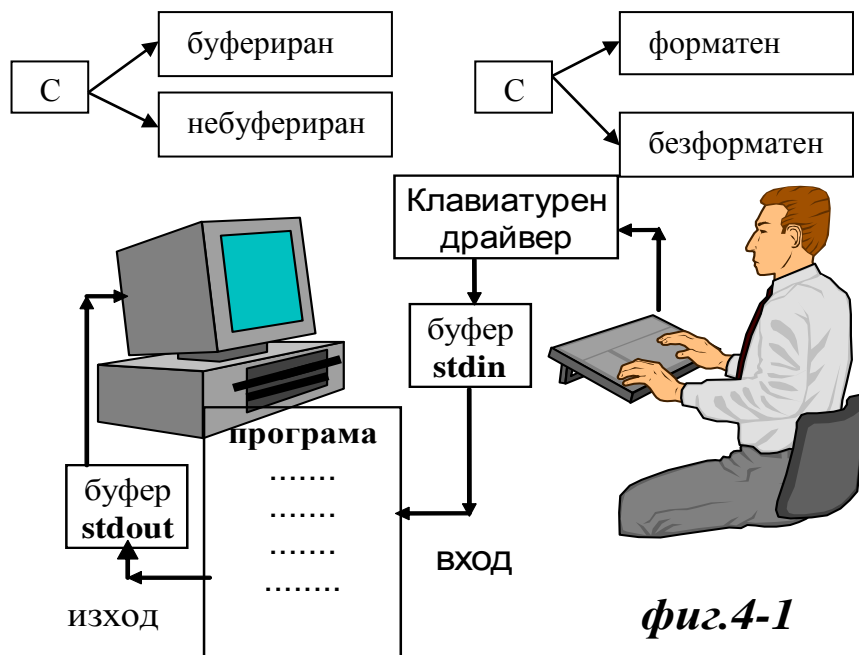 С
буфериран
небуфериран
С
форматен
безформатен
Клавиатурен
драйвер
буфер
stdin
програма
.......
.......
.......
........
буфер
stdout
вход
изход
фиг.4-1